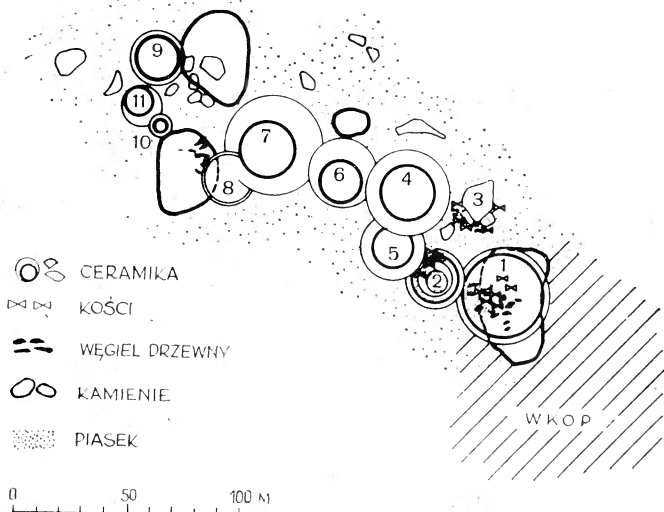 9
11
10
7
8
6
4
3
5
2
1
CERAMIKA
KOŚCI
WĘGIEL DRZEWNY
KAMIENIE
PIASEK
WKOP
0 50 100 M